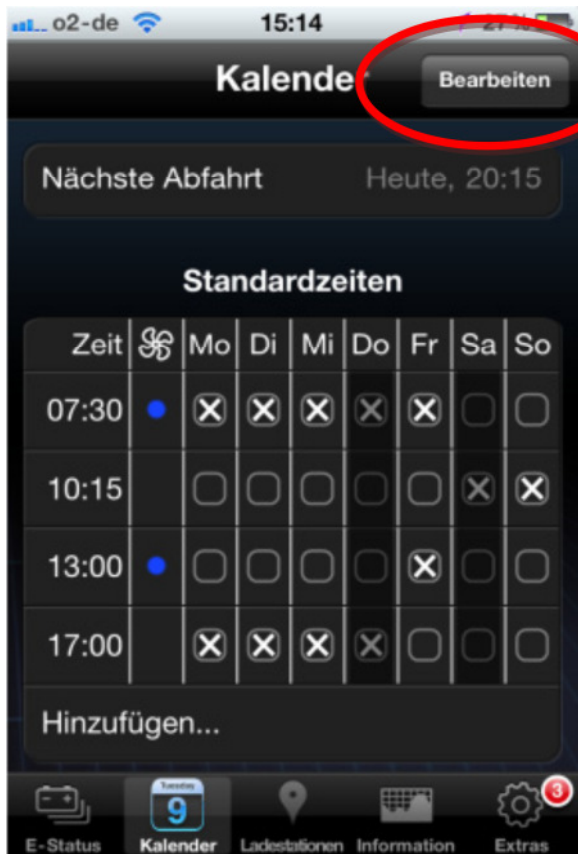 o2-de 15:14 27%
Kalender Bearbeiten
Nächste Abfahrt Heute, 20:15
Standardzeiten
Zeit Mo Di Mi Do Fr Sa So
07:30
10:15
13:00
17:00
Hinzufügen...
Tuesday
9
3
E-Status Kalender Ladestationen Information Extras